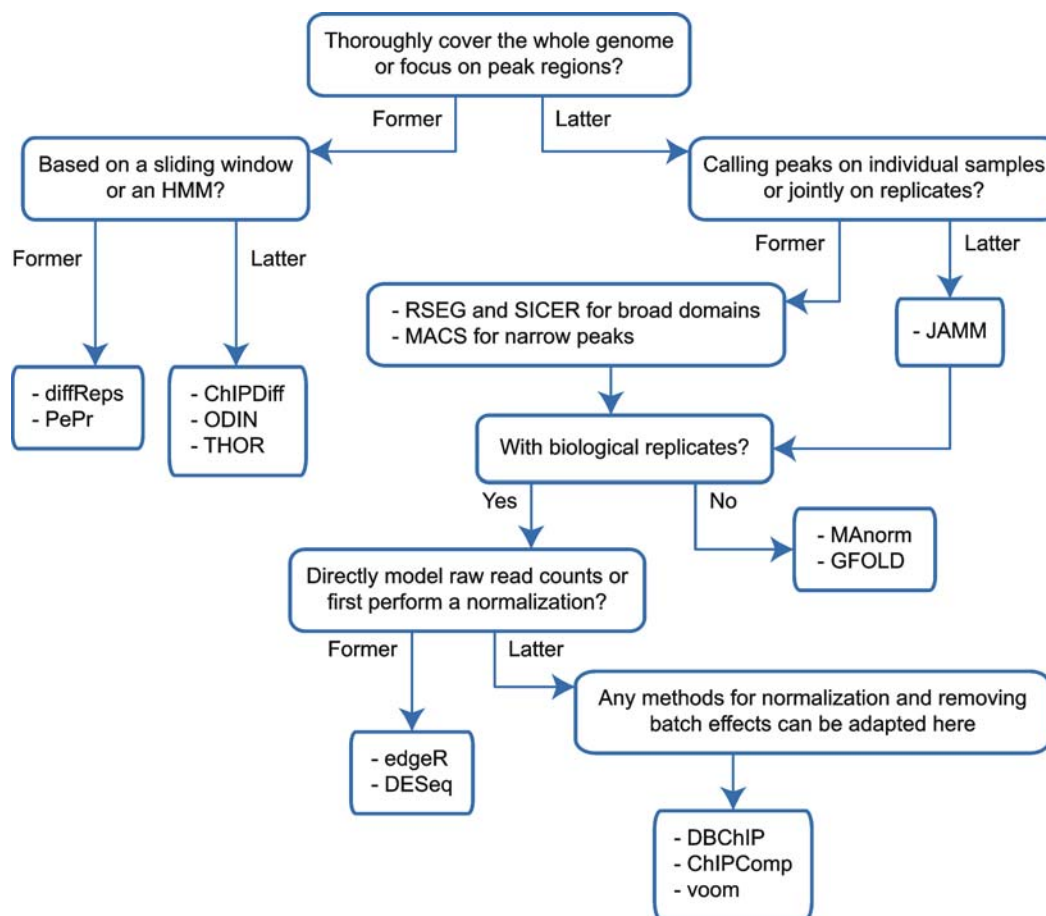 Thoroughly cover the whole genome
or focus on peak regions?
Former
Latter
Based on a sliding window
or an HMM?
Calling peaks on individual samples
or jointly on replicates?
Former
Latter
Former
Latter
- RSEG and SICER for broad domains
- MACS for narrow peaks
- JAMM
- diffReps
- PePr
- ChIPDiff
- ODIN
- THOR
With biological replicates?
Yes
No
- MAnorm
- GFOLD
Directly model raw read counts or
first perform a normalization?
Former
Latter
Any methods for normalization and removing
batch effects can be adapted here
- edgeR
- DESeq
- DBChIP
- ChIPComp
- voom